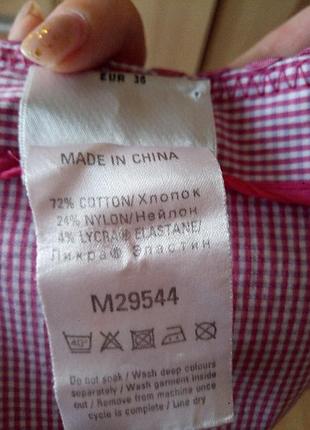 EUR 36
MADE IN CHINA
72% COTTON/Хлопок
24% NYLON/Нейлон
4% LYCRA® ELASTANE/
Ликра® Эластин
M29544
40°
Do not soak / Wash deep colours
separately / Wash garment inside
out / Remove from machine once
cycle is complete / Line dry